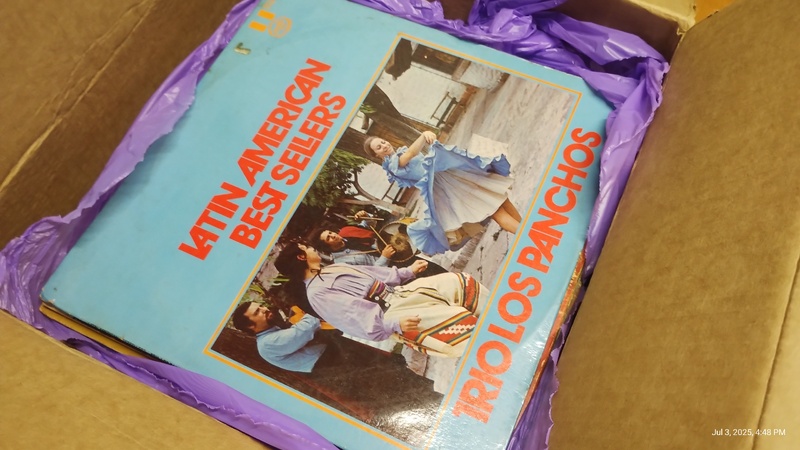 LATIN AMERICAN
BEST SELLERS
TRIO LOS PANCHOS
Jul 3, 2025, 4:48 PM